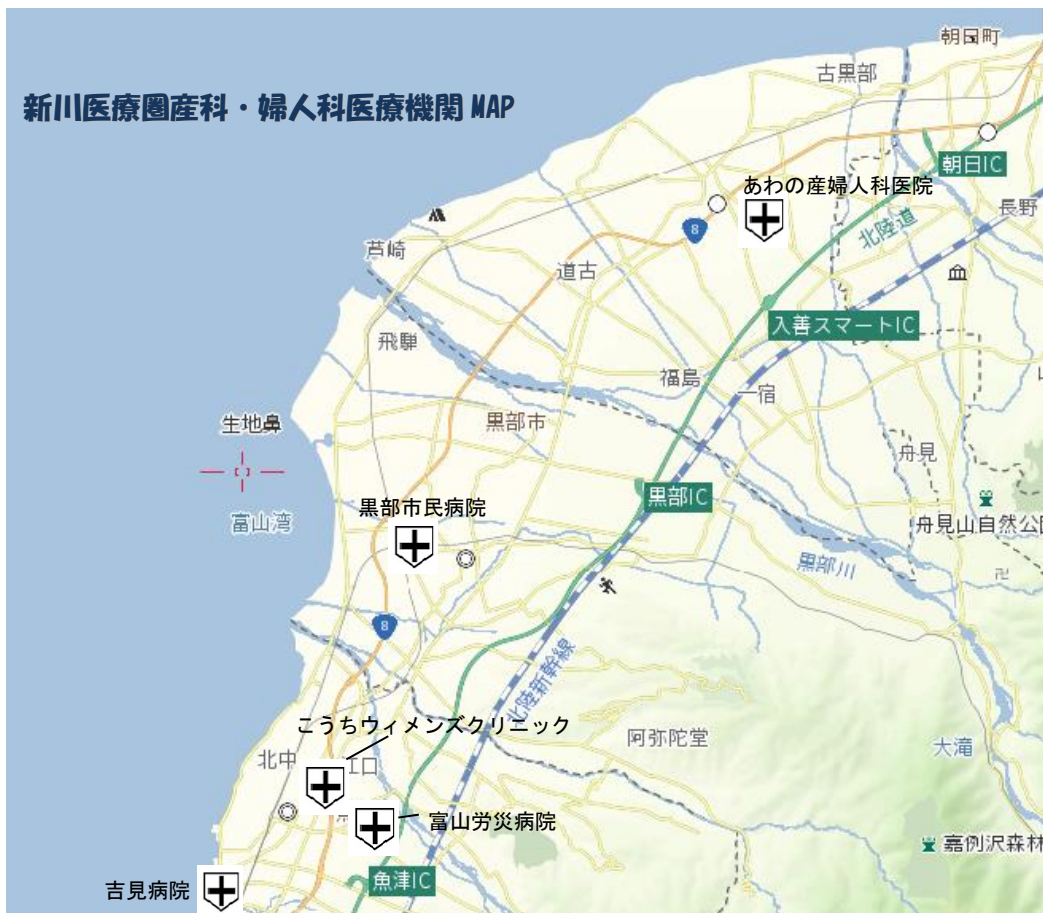 朝日町
古黒部
新川医療圏産科・婦人科医療機関 MAP
朝日IC
あわの産婦人科医院
長野
北陸道
8
芦崎
道古
入善スマートIC
飛騨
福島
一宿
生地鼻
黒部市
舟見
黒部IC
黒部市民病院
富山湾
舟見山自然公園
黒部川
卍
8
北陸新幹線
こうちウィメンズクリニック
阿弥陀堂
大滝
北中
江口
富山労災病院
嘉例沢森林
魚津IC
吉見病院